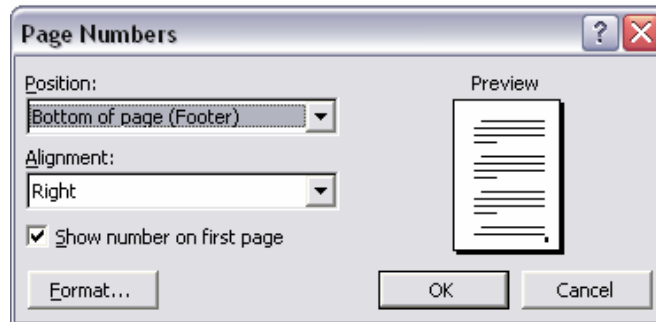 Page Numbers
Position:
Preview
Bottom of page (Footer)
Alignment:
Right
Show number on first page
Format...
OK
Cancel